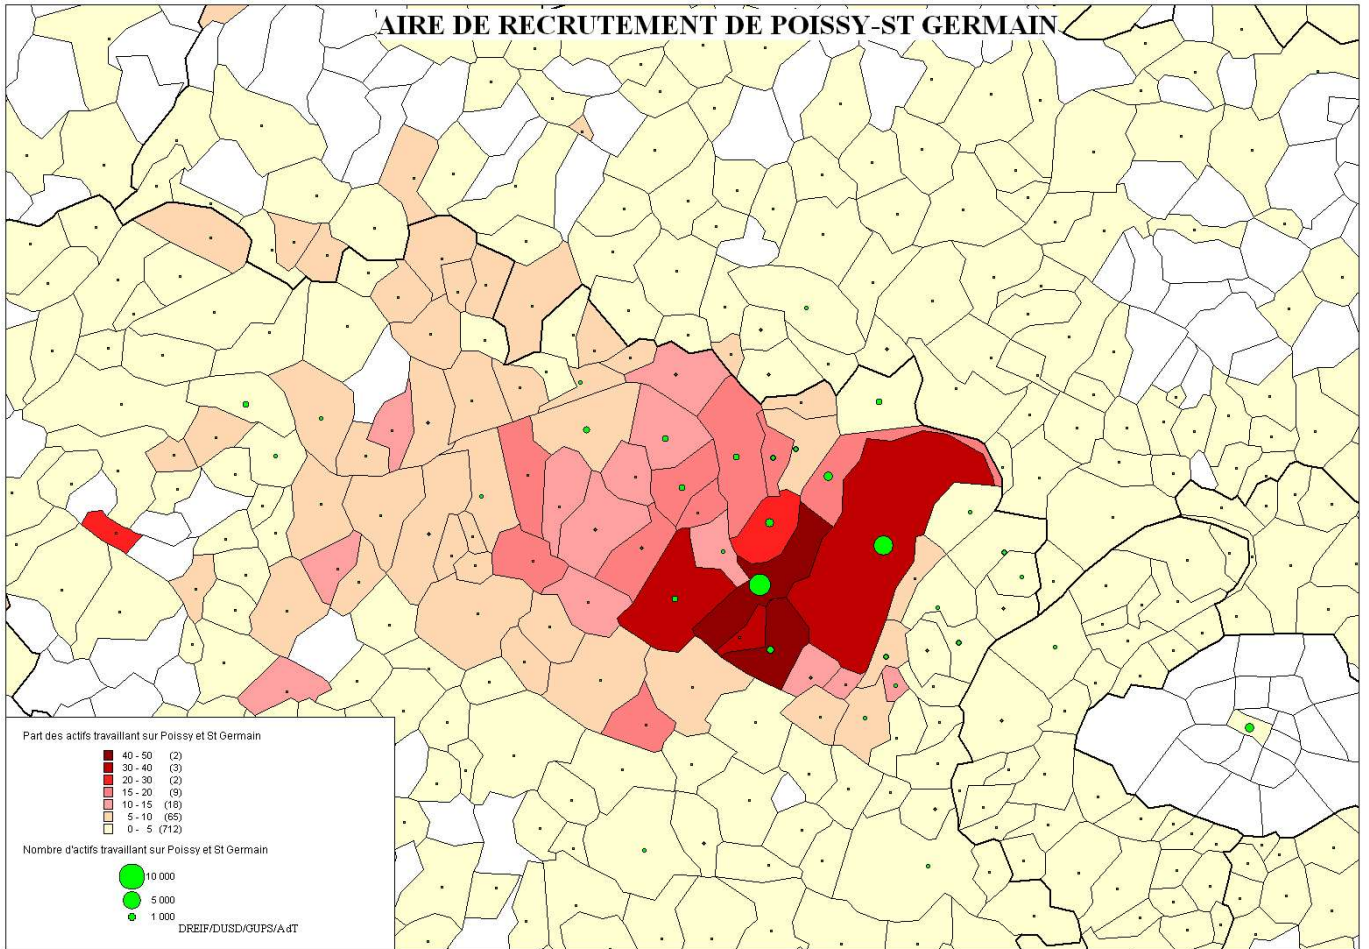 AIRE DE RECRUTEMENT DE POISSY-ST GERMAIN
Part des actifs travaillant sur Poissy et St Germain
40 - 50 (2)
30 - 40 (3)
20 - 30 (2)
15 - 20 (9)
10 - 15 (18)
5 - 10 (65)
0 - 5 (712)
Nombre d'actifs travaillant sur Poissy et St Germain
10 000
5 000
1 000
DREIF/DUSD/GUPS/AdT